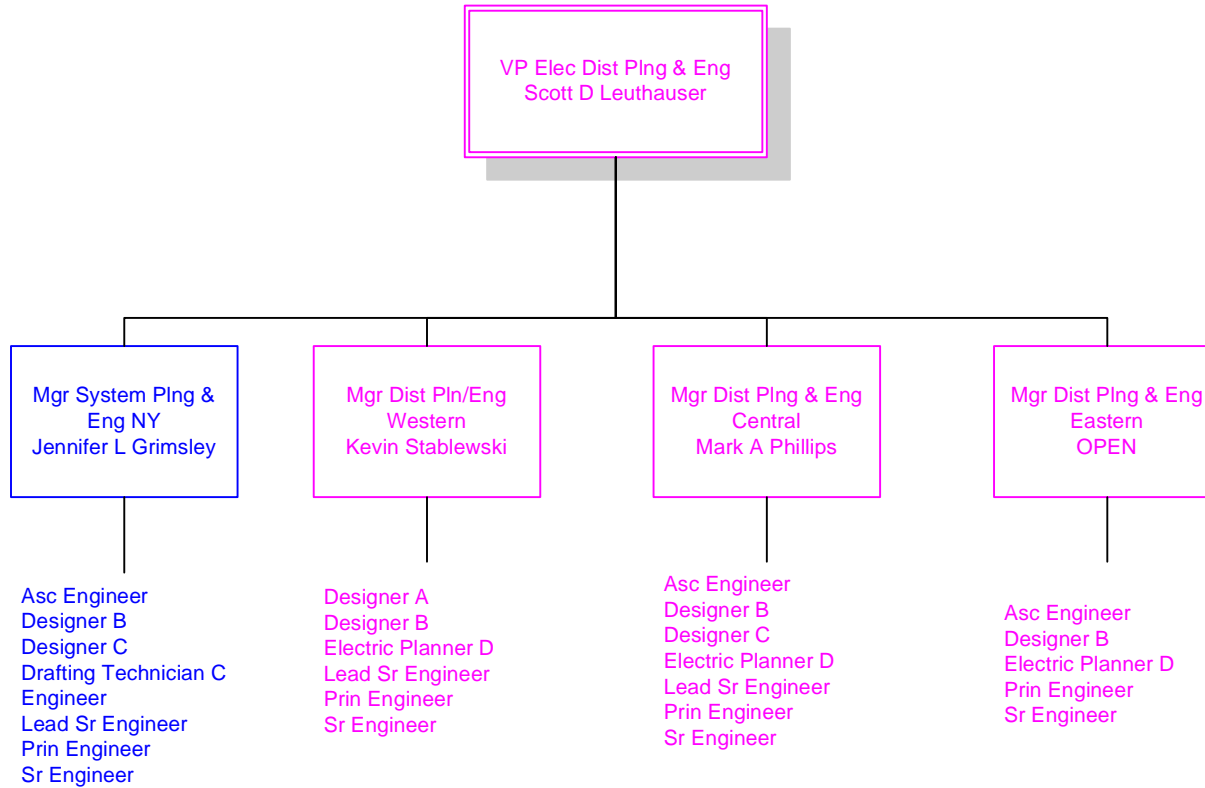 VP Elec Dist Plng & Eng
Scott D Leuthauser
Mgr System Plng &
Eng NY
Jennifer L Grimsley
Mgr Dist Pln/Eng
Western
Kevin Stablewski
Mgr Dist Plng & Eng
Central
Mark A Phillips
Mgr Dist Plng & Eng
Eastern
OPEN
Asc Engineer
Designer B
Designer C
Drafting Technician C
Engineer
Lead Sr Engineer
Prin Engineer
Sr Engineer
Designer A
Designer B
Electric Planner D
Lead Sr Engineer
Prin Engineer
Sr Engineer
Asc Engineer
Designer B
Designer C
Electric Planner D
Lead Sr Engineer
Prin Engineer
Sr Engineer
Asc Engineer
Designer B
Electric Planner D
Prin Engineer
Sr Engineer